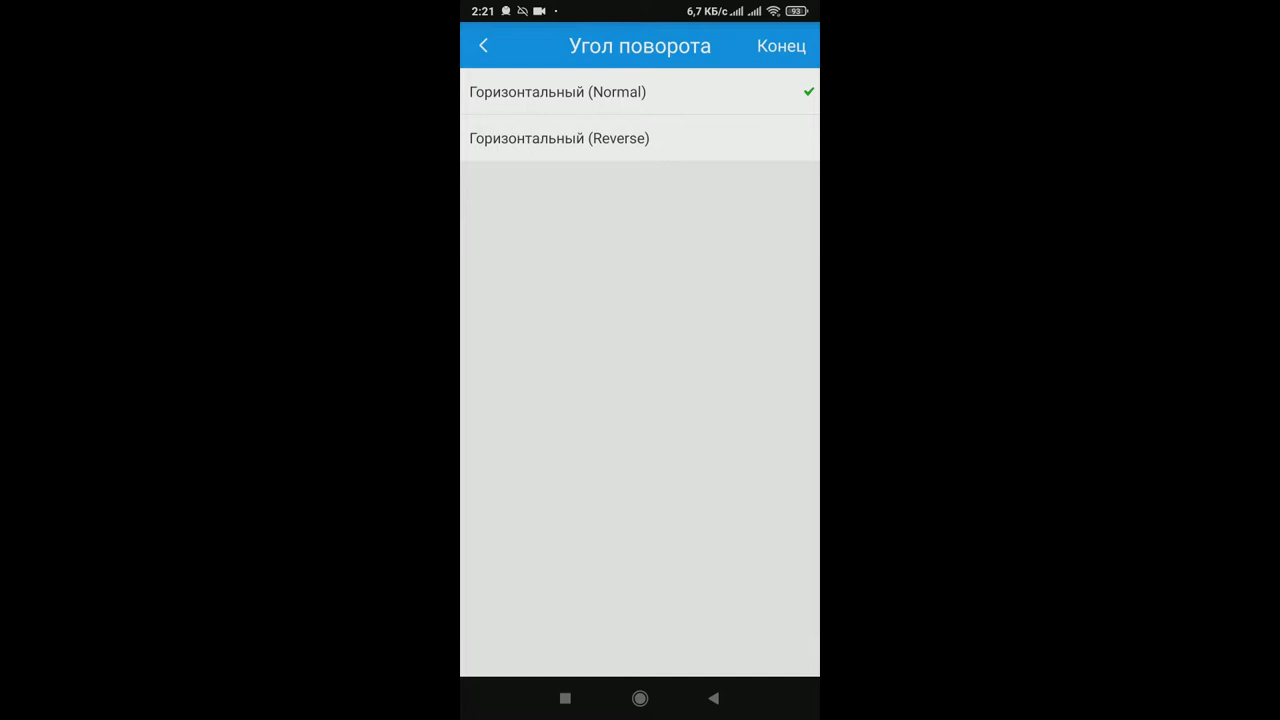 2:21 6,7 КБ/с 93
Угол поворота Конец
Горизонтальный (Normal)
Горизонтальный (Reverse)